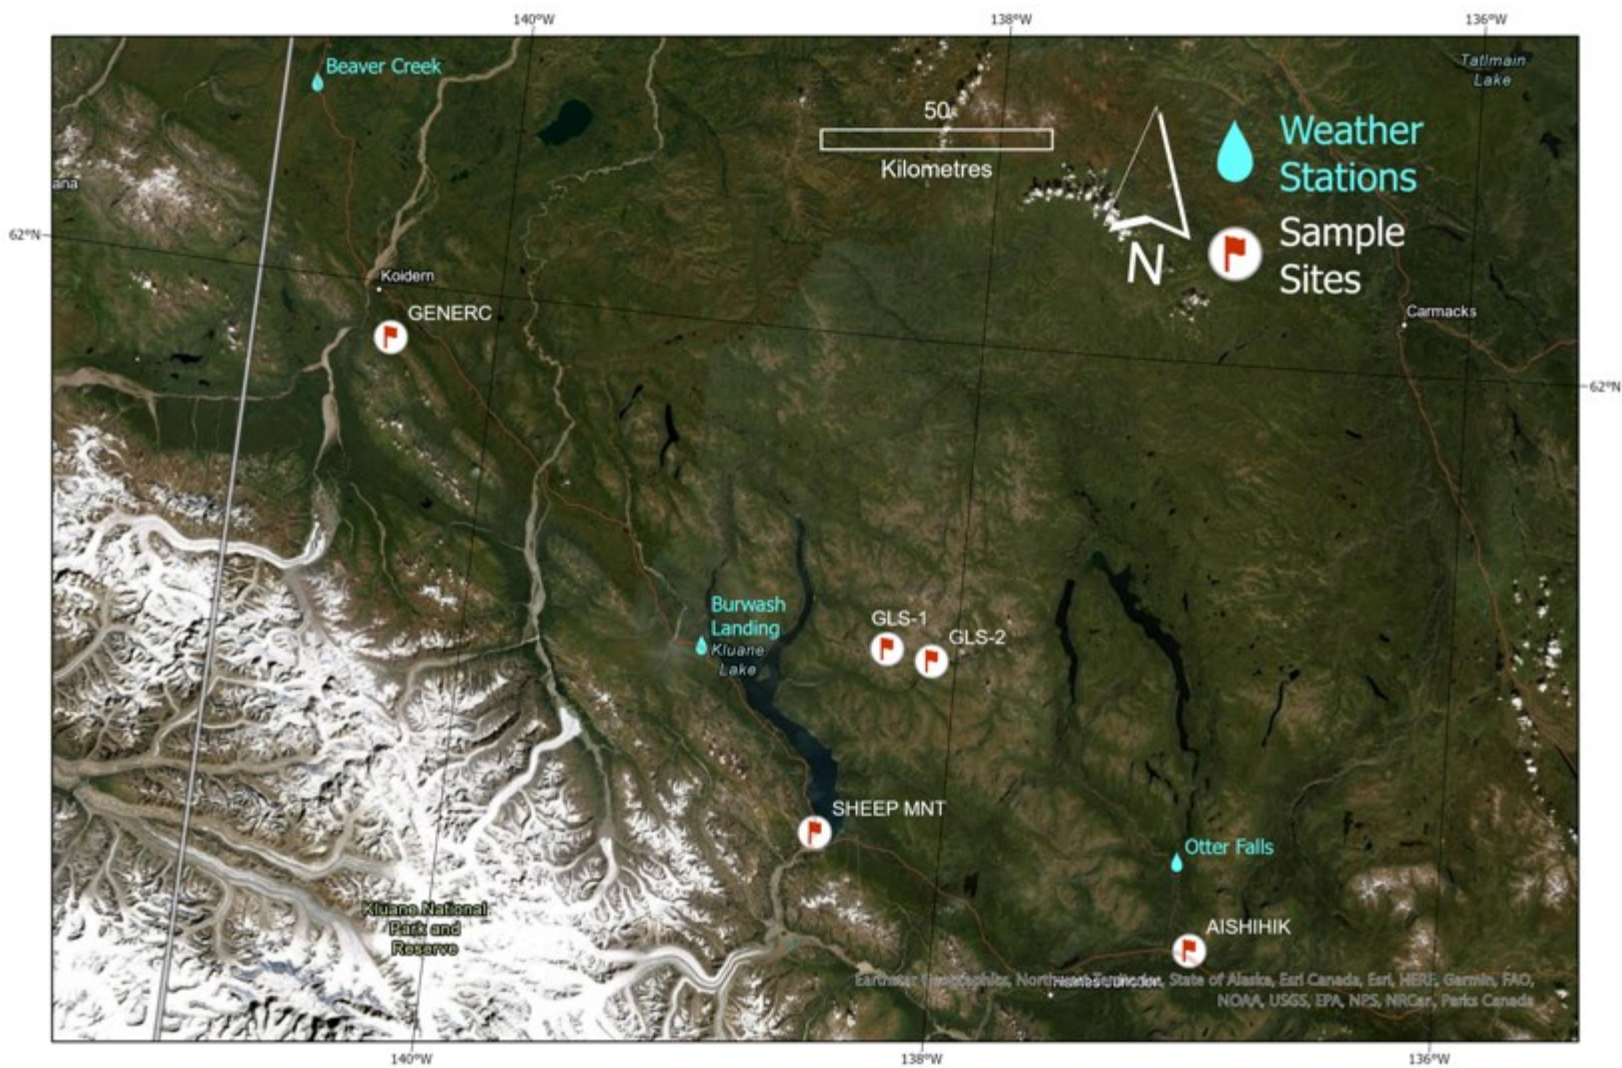 140°W
138°W
136°W
Beaver Creek
Tatlmain
Lake
50
Kilometres
Weather
Stations
ana
Sample
Sites
62°N
Koidern
GENERC
Carmacks
62°N
Burwash
Landing
Kluane
Lake
GLS-1
GLS-2
SHEEP MNT
Otter Falls
Kluane National
Park and
Reserve
AISHIHIK
N
Earthstar Geographics, Northwest Territories, State of Alaska, Esri Canada, Esri, HERE, Garmin, FAO,
Haines Junction
NOAA, USGS, EPA, NPS, NRCan, Parks Canada
140°W
138°W
136°W